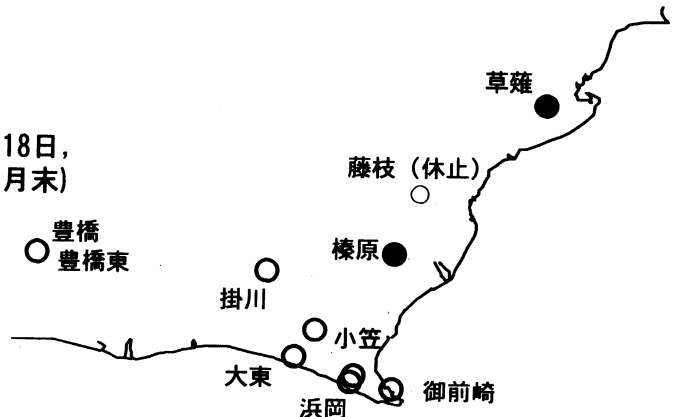 草薙
18日,
月末)
藤枝（休止）
豊橋
豊橋東
榛原
掛川
小笠
大東
御前崎
浜岡